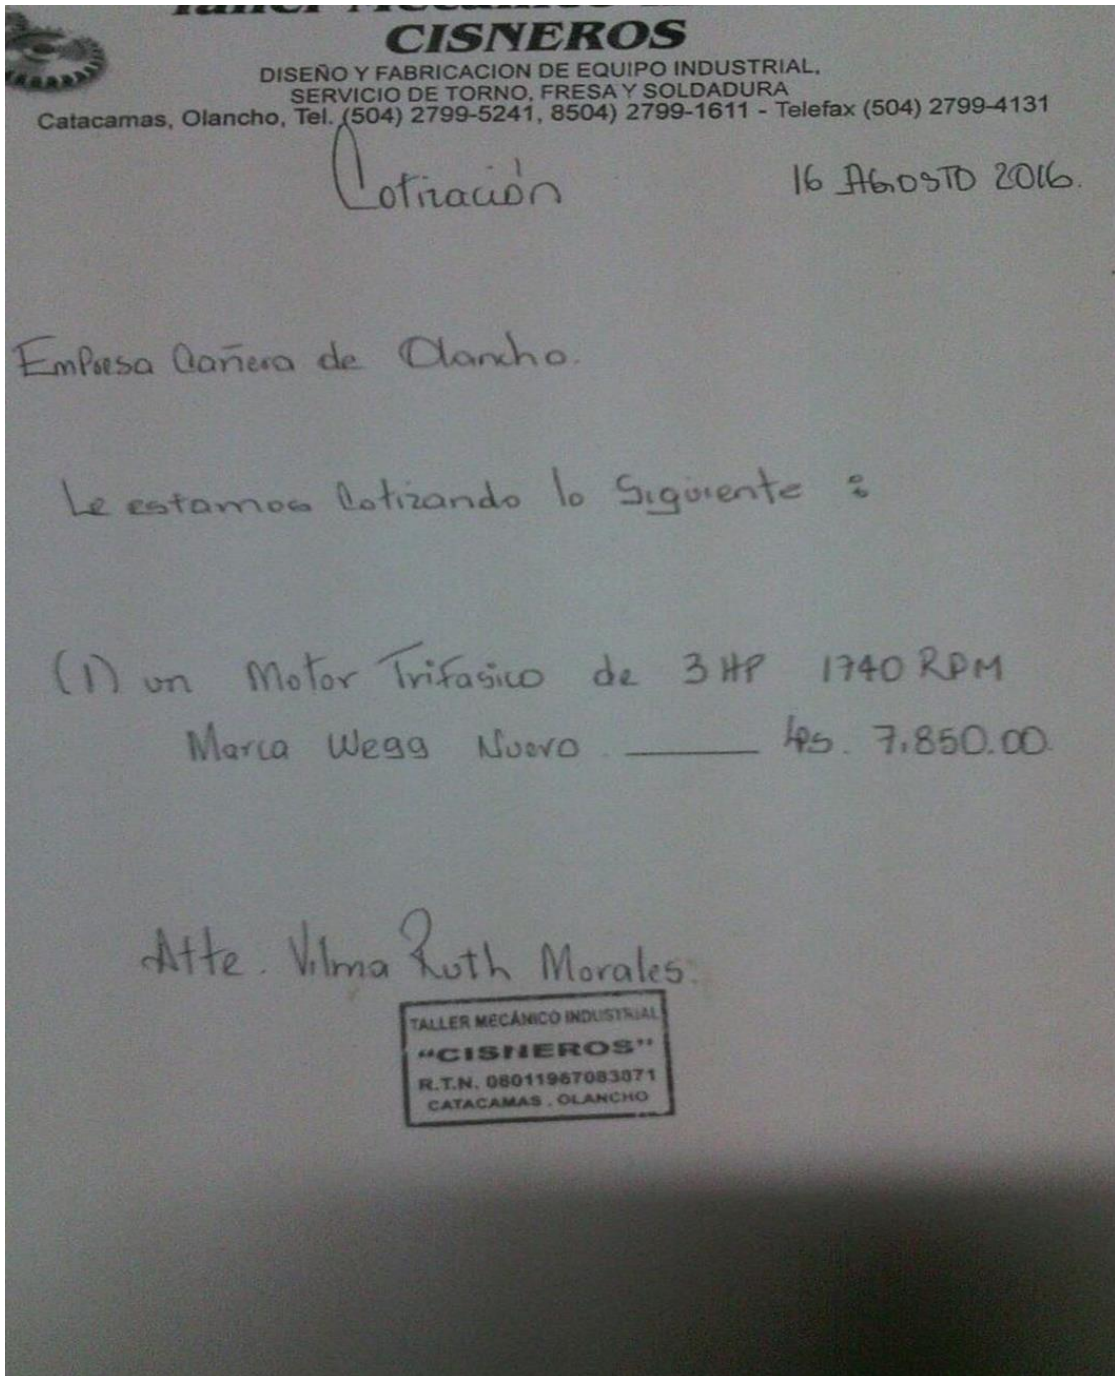 Taller
CISNEROS
DISEÑO Y FABRICACION DE EQUIPO INDUSTRIAL,
SERVICIO DE TORNO, FRESA Y SOLDADURA
Catacamas, Olancho, Tel. (504) 2799-5241, 8504) 2799-1611 - Telefax (504) 2799-4131
Cotización
16 AGOSTO 2016.
Empresa Cañera de Olancho.
Le estamos Cotizando lo Siguiente :
(1) un Motor Trifasico de 3 HP 1740 RPM
Marca Wegg Nuevo. ——— Lps. 7,850.00
Atte. Vilma Ruth Morales.
TALLER MECÁNICO INDUSTRIAL
"CISNEROS"
R.T.N. 08011967083071
CATACAMAS , OLANCHO